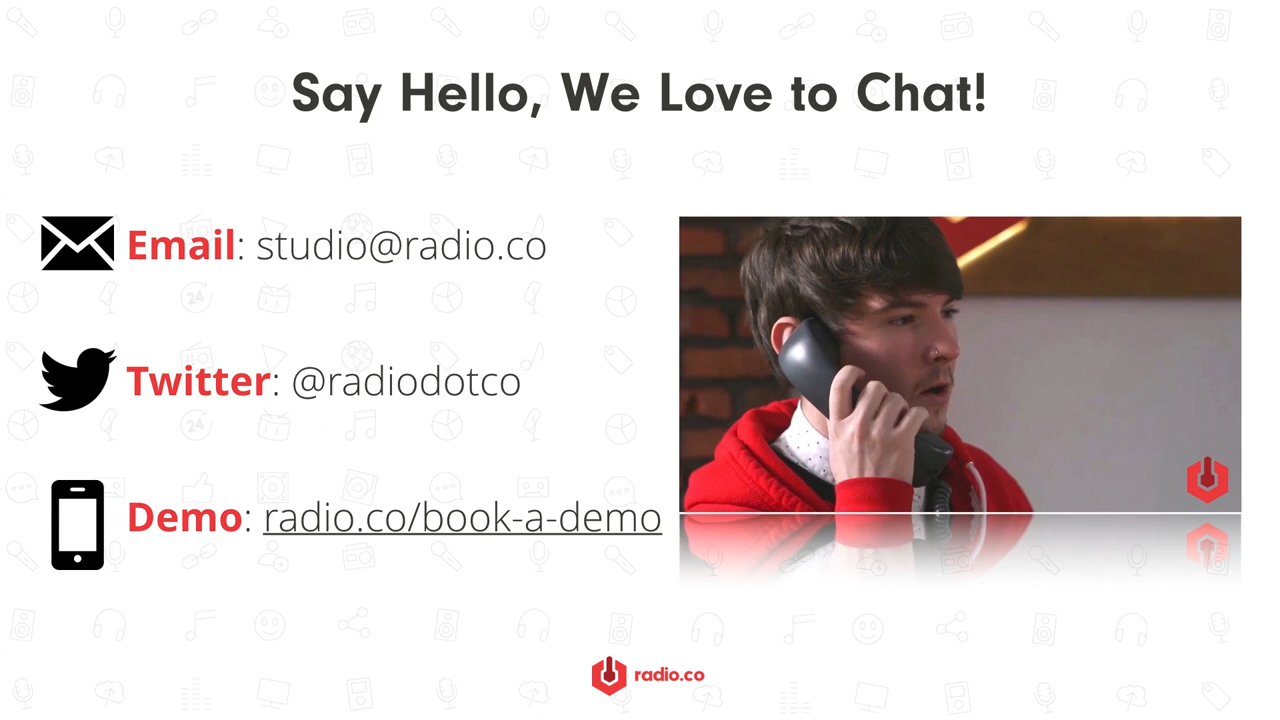 Say Hello, We Love to Chat!
Email: studio@radio.co
Twitter: @radiodotco
Demo: radio.co/book-a-demo
radio.co